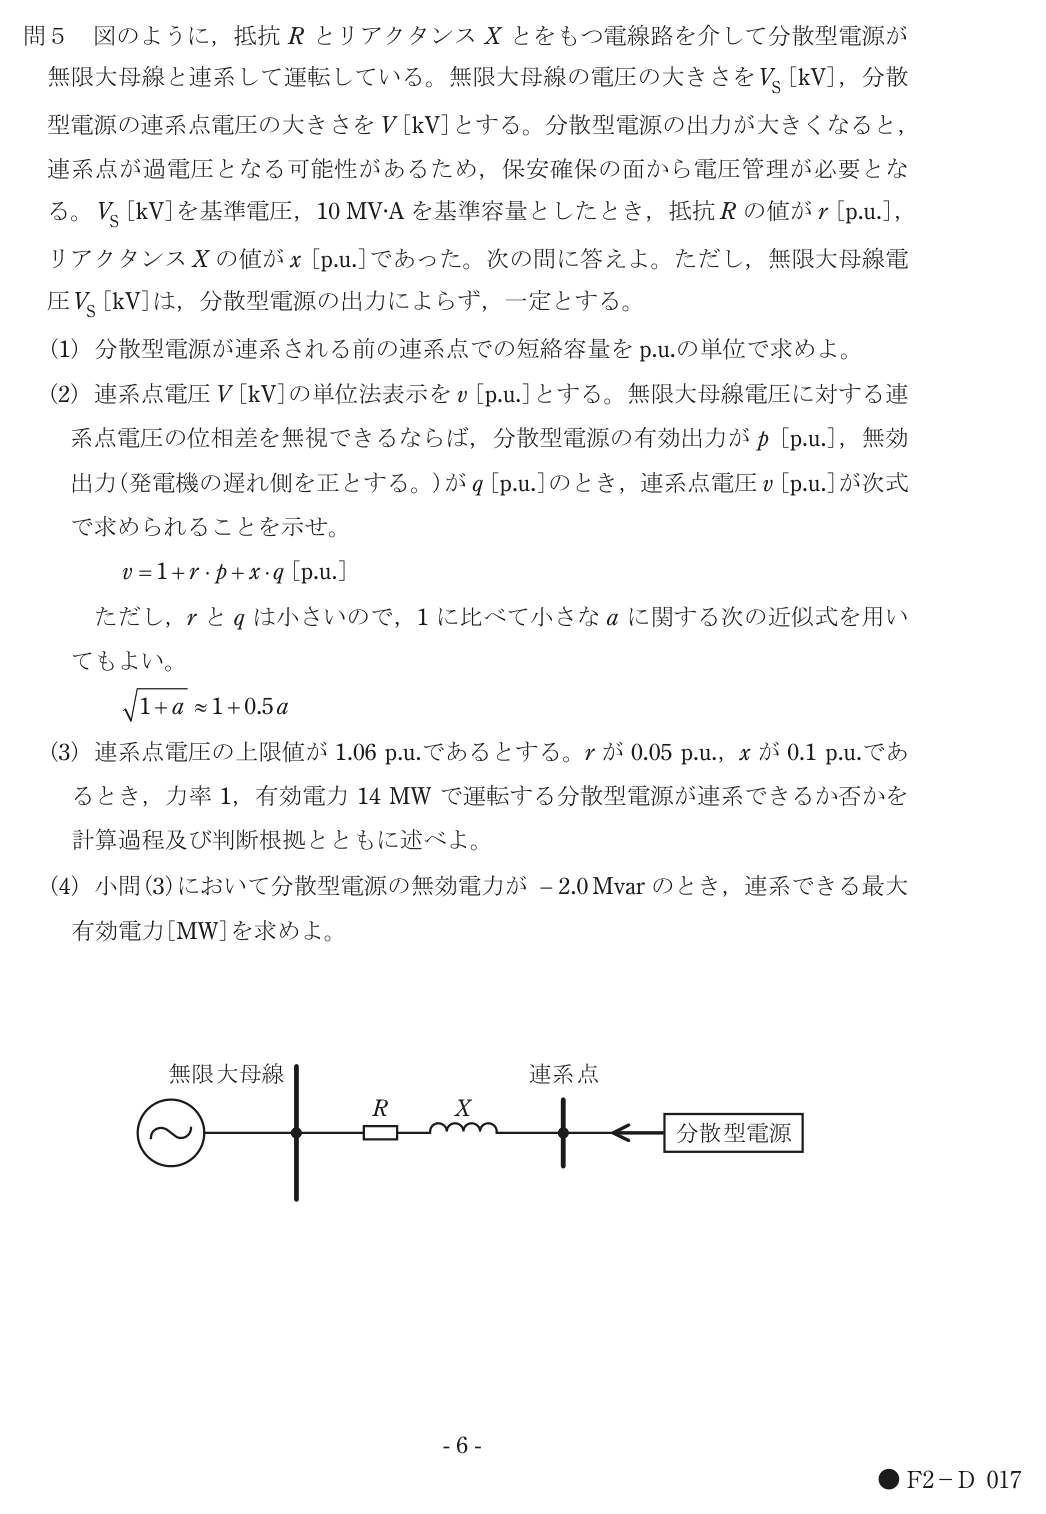 問５　図のように，抵抗 R とリアクタンス X とをもつ電線路を介して分散型電源が
無限大母線と連系して運転している。無限大母線の電圧の大きさを V_S [kV]，分散
型電源の連系点電圧の大きさを V [kV]とする。分散型電源の出力が大きくなると，
連系点が過電圧となる可能性があるため，保安確保の面から電圧管理が必要とな
る。V_S [kV]を基準電圧，10 MV·A を基準容量としたとき，抵抗 R の値が r [p.u.]，
リアクタンス X の値が x [p.u.]であった。次の問に答えよ。ただし，無限大母線電
圧 V_S [kV]は，分散型電源の出力によらず，一定とする。
(1) 分散型電源が連系される前の連系点での短絡容量を p.u.の単位で求めよ。
(2) 連系点電圧 V [kV]の単位法表示を v [p.u.]とする。無限大母線電圧に対する連
系点電圧の位相差を無視できるならば，分散型電源の有効出力が p [p.u.]，無効
出力(発電機の遅れ側を正とする。)が q [p.u.]のとき，連系点電圧 v [p.u.]が次式
で求められることを示せ。
v = 1 + r · p + x · q [p.u.]
ただし，r と q は小さいので，1 に比べて小さな a に関する次の近似式を用い
てもよい。
√(1 + a) ≈ 1 + 0.5a
(3) 連系点電圧の上限値が 1.06 p.u.であるとする。r が 0.05 p.u.，x が 0.1 p.u.であ
るとき，力率 1，有効電力 14 MW で運転する分散型電源が連系できるか否かを
計算過程及び判断根拠とともに述べよ。
(4) 小問(3)において分散型電源の無効電力が －2.0 Mvar のとき，連系できる最大
有効電力[MW]を求めよ。
無限大母線
連系点
R
X
分散型電源
- 6 -
● F2－D 017